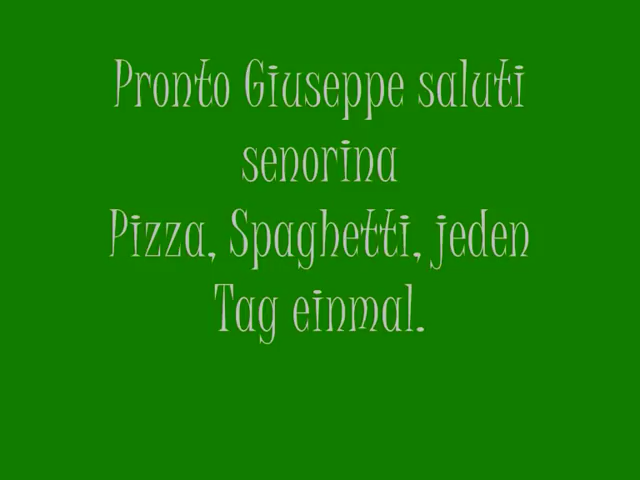 Pronto Giuseppe saluti
senorina
Pizza, Spaghetti, jeden
Tag einmal.